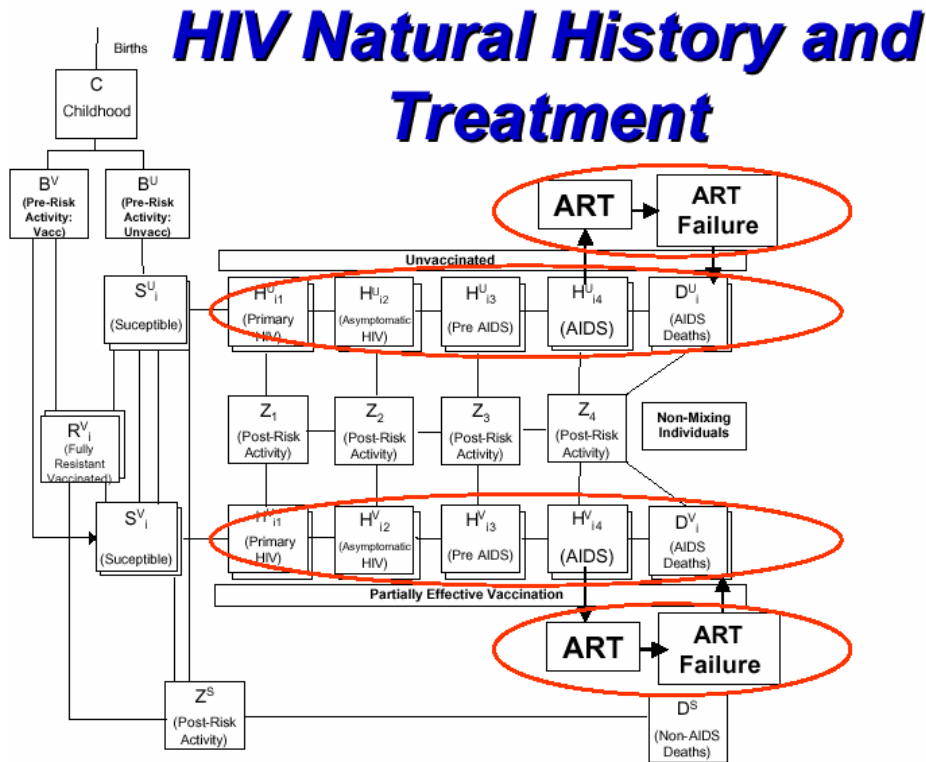 HIV Natural History and
Treatment
Births
C
Childhood
B^V
(Pre-Risk
Activity:
Vacc)
B^U
(Pre-Risk
Activity:
Unvacc)
ART
ART
Failure
Unvaccinated
S^U_i
(Suceptible)
H^U_i1
(Primary
HIV)
H^U_i2
(Asymptomatic
HIV)
H^U_i3
(Pre AIDS)
H^U_i4
(AIDS)
D^U_i
(AIDS
Deaths)
Z_1
(Post-Risk
Activity)
Z_2
(Post-Risk
Activity)
Z_3
(Post-Risk
Activity)
Z_4
(Post-Risk
Activity)
Non-Mixing
Individuals
R^V_i
(Fully
Resistant
Vaccinated)
S^V_i
(Suceptible)
H^V_i1
(Primary
HIV)
H^V_i2
(Asymptomatic
HIV)
H^V_i3
(Pre AIDS)
H^V_i4
(AIDS)
D^V_i
(AIDS
Deaths)
Partially Effective Vaccination
ART
ART
Failure
Z^S
(Post-Risk
Activity)
D^S
(Non-AIDS
Deaths)